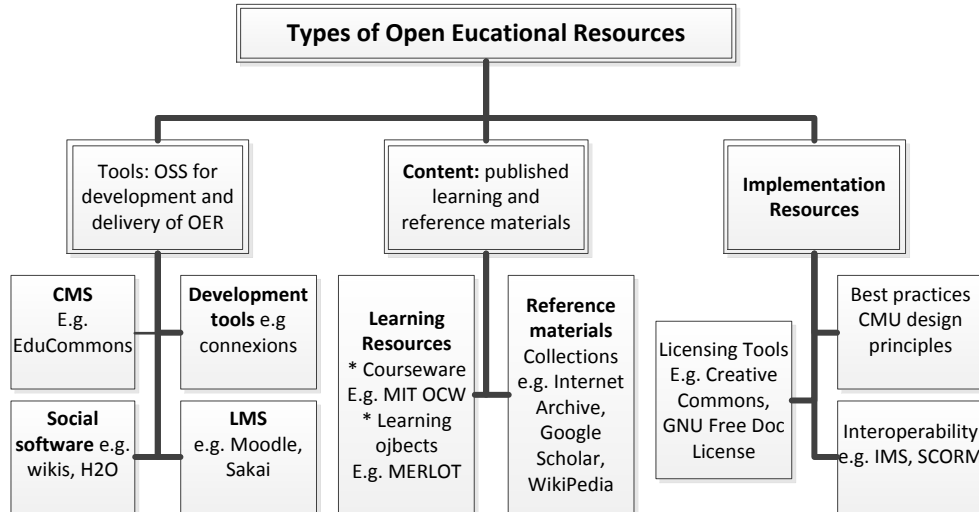 Types of Open Eucational Resources
Tools: OSS for
development and
delivery of OER
Content: published
learning and
reference materials
Implementation
Resources
CMS
E.g.
EduCommons
Development
tools e.g
connexions
Social
software e.g.
wikis, H2O
LMS
e.g. Moodle,
Sakai
Learning
Resources
* Courseware
E.g. MIT OCW
* Learning
ojbects
E.g. MERLOT
Reference
materials
Collections
e.g. Internet
Archive,
Google
Scholar,
WikiPedia
Licensing Tools
E.g. Creative
Commons,
GNU Free Doc
License
Best practices
CMU design
principles
Interoperability
e.g. IMS, SCORM